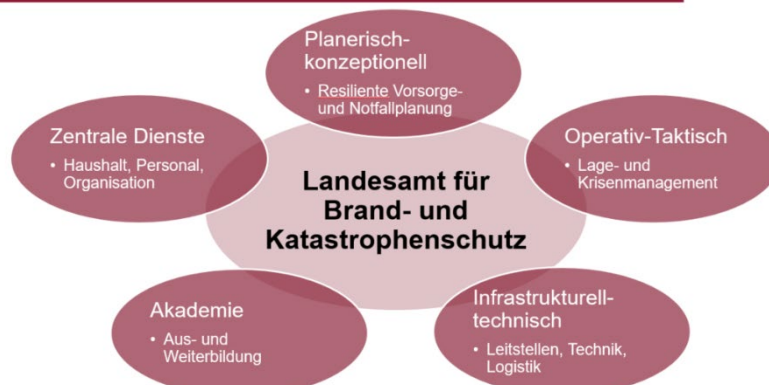 Planerisch-
konzeptionell
• Resiliente Vorsorge-
und Notfallplanung
Zentrale Dienste
• Haushalt, Personal,
Organisation
Operativ-Taktisch
• Lage- und
Krisenmanagement
Landesamt für
Brand- und
Katastrophenschutz
Akademie
• Aus- und
Weiterbildung
Infrastrukturell-
technisch
• Leitstellen, Technik,
Logistik